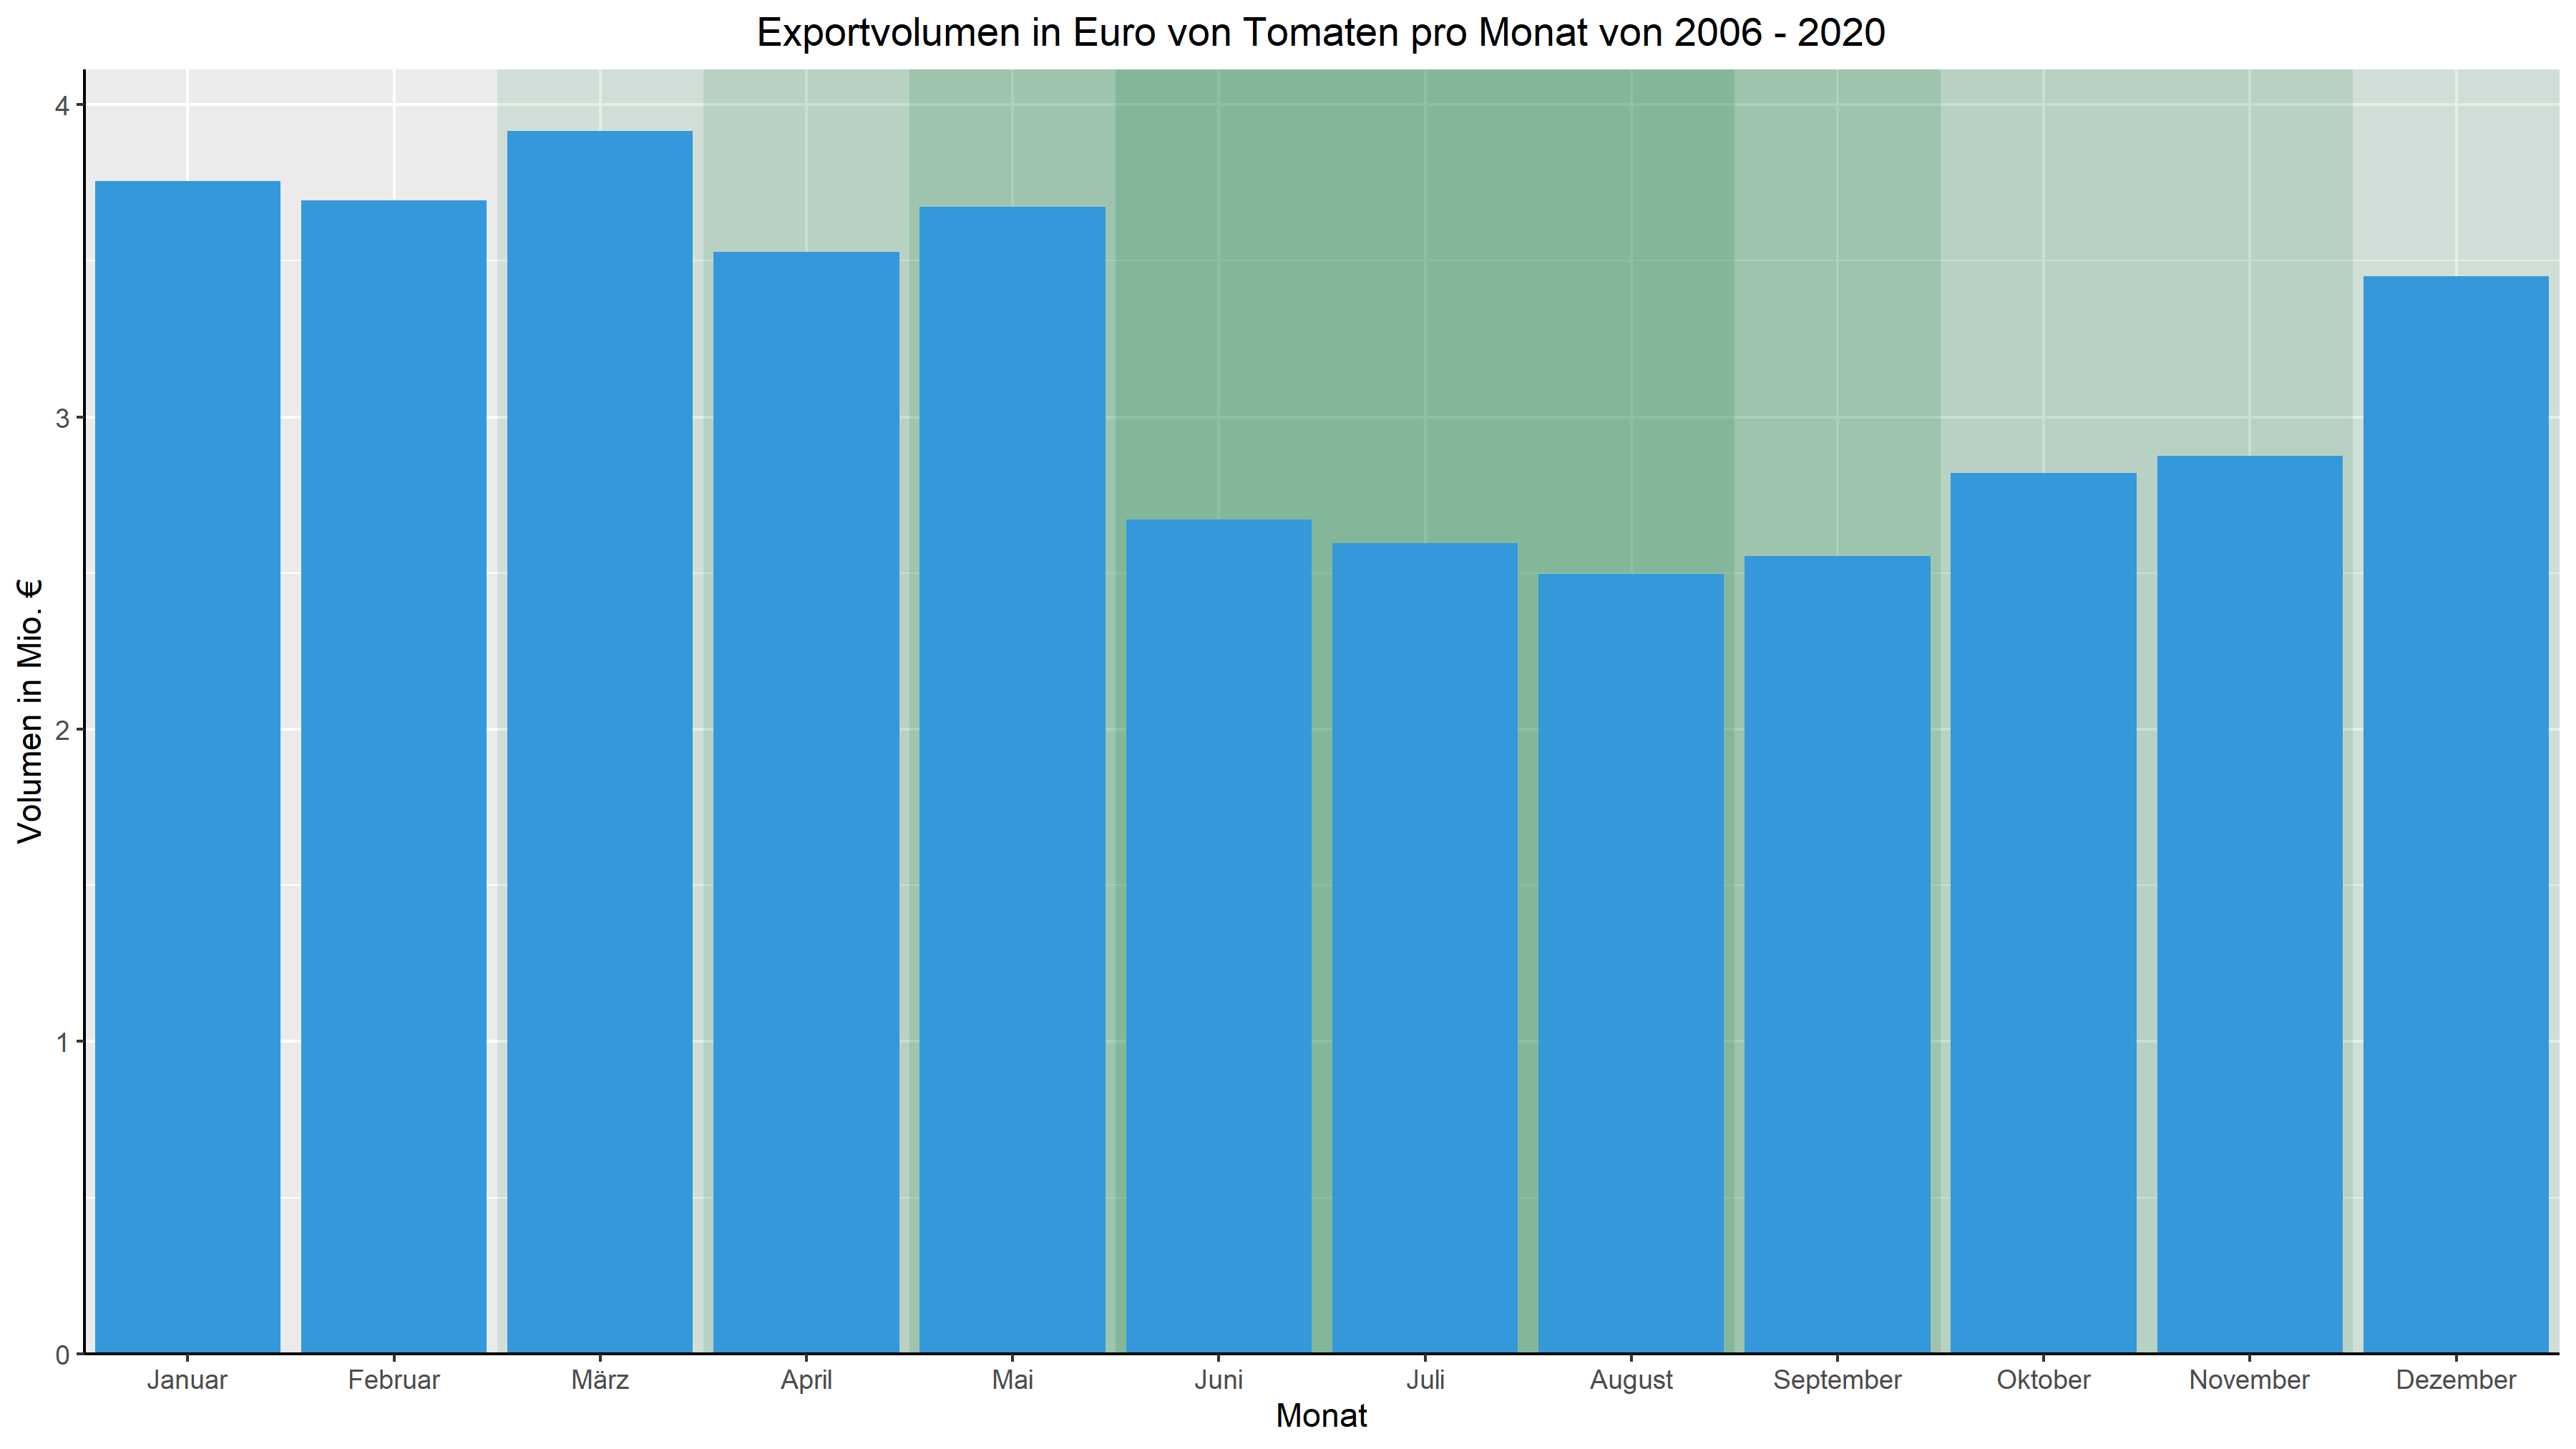 Exportvolumen in Euro von Tomaten pro Monat von 2006 - 2020
Volumen in Mio. €
4
3
2
1
0
Januar Februar März April Mai Juni Juli August September Oktober November Dezember
Monat